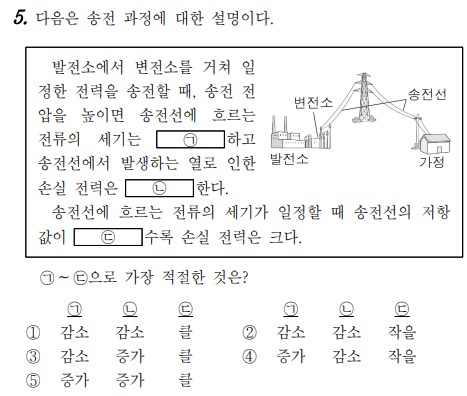 5. 다음은 송전 과정에 대한 설명이다.
발전소에서 변전소를 거쳐 일
정한 전력을 송전할 때, 송전 전
압을 높이면 송전선에 흐르는
전류의 세기는 ㉠ 하고
송전선에서 발생하는 열로 인한
손실 전력은 ㉡ 한다.
변전소
송전선
발전소
가정
송전선에 흐르는 전류의 세기가 일정할 때 송전선의 저항
값이 ㉢ 수록 손실 전력은 크다.
㉠~㉢으로 가장 적절한 것은?
㉠ ㉡ ㉢ ㉠ ㉡ ㉢
① 감소 감소 클 ② 감소 감소 작을
③ 감소 증가 클 ④ 증가 감소 작을
⑤ 증가 증가 클